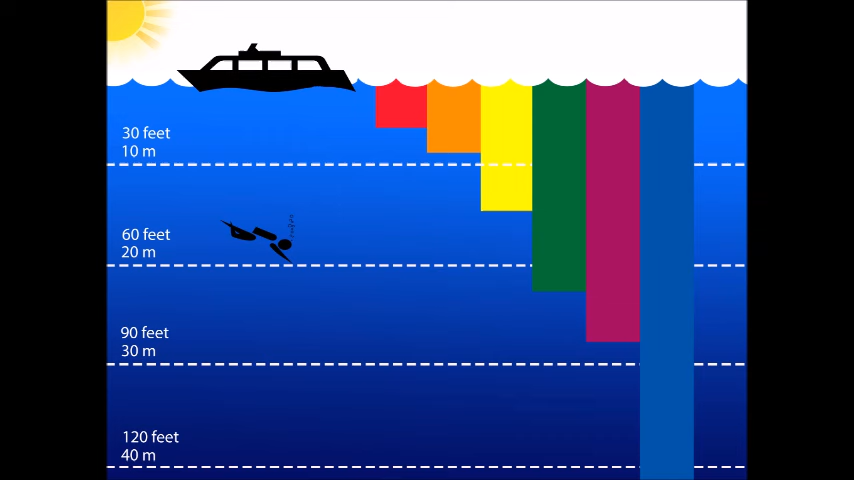 30 feet
10 m
60 feet
20 m
90 feet
30 m
120 feet
40 m